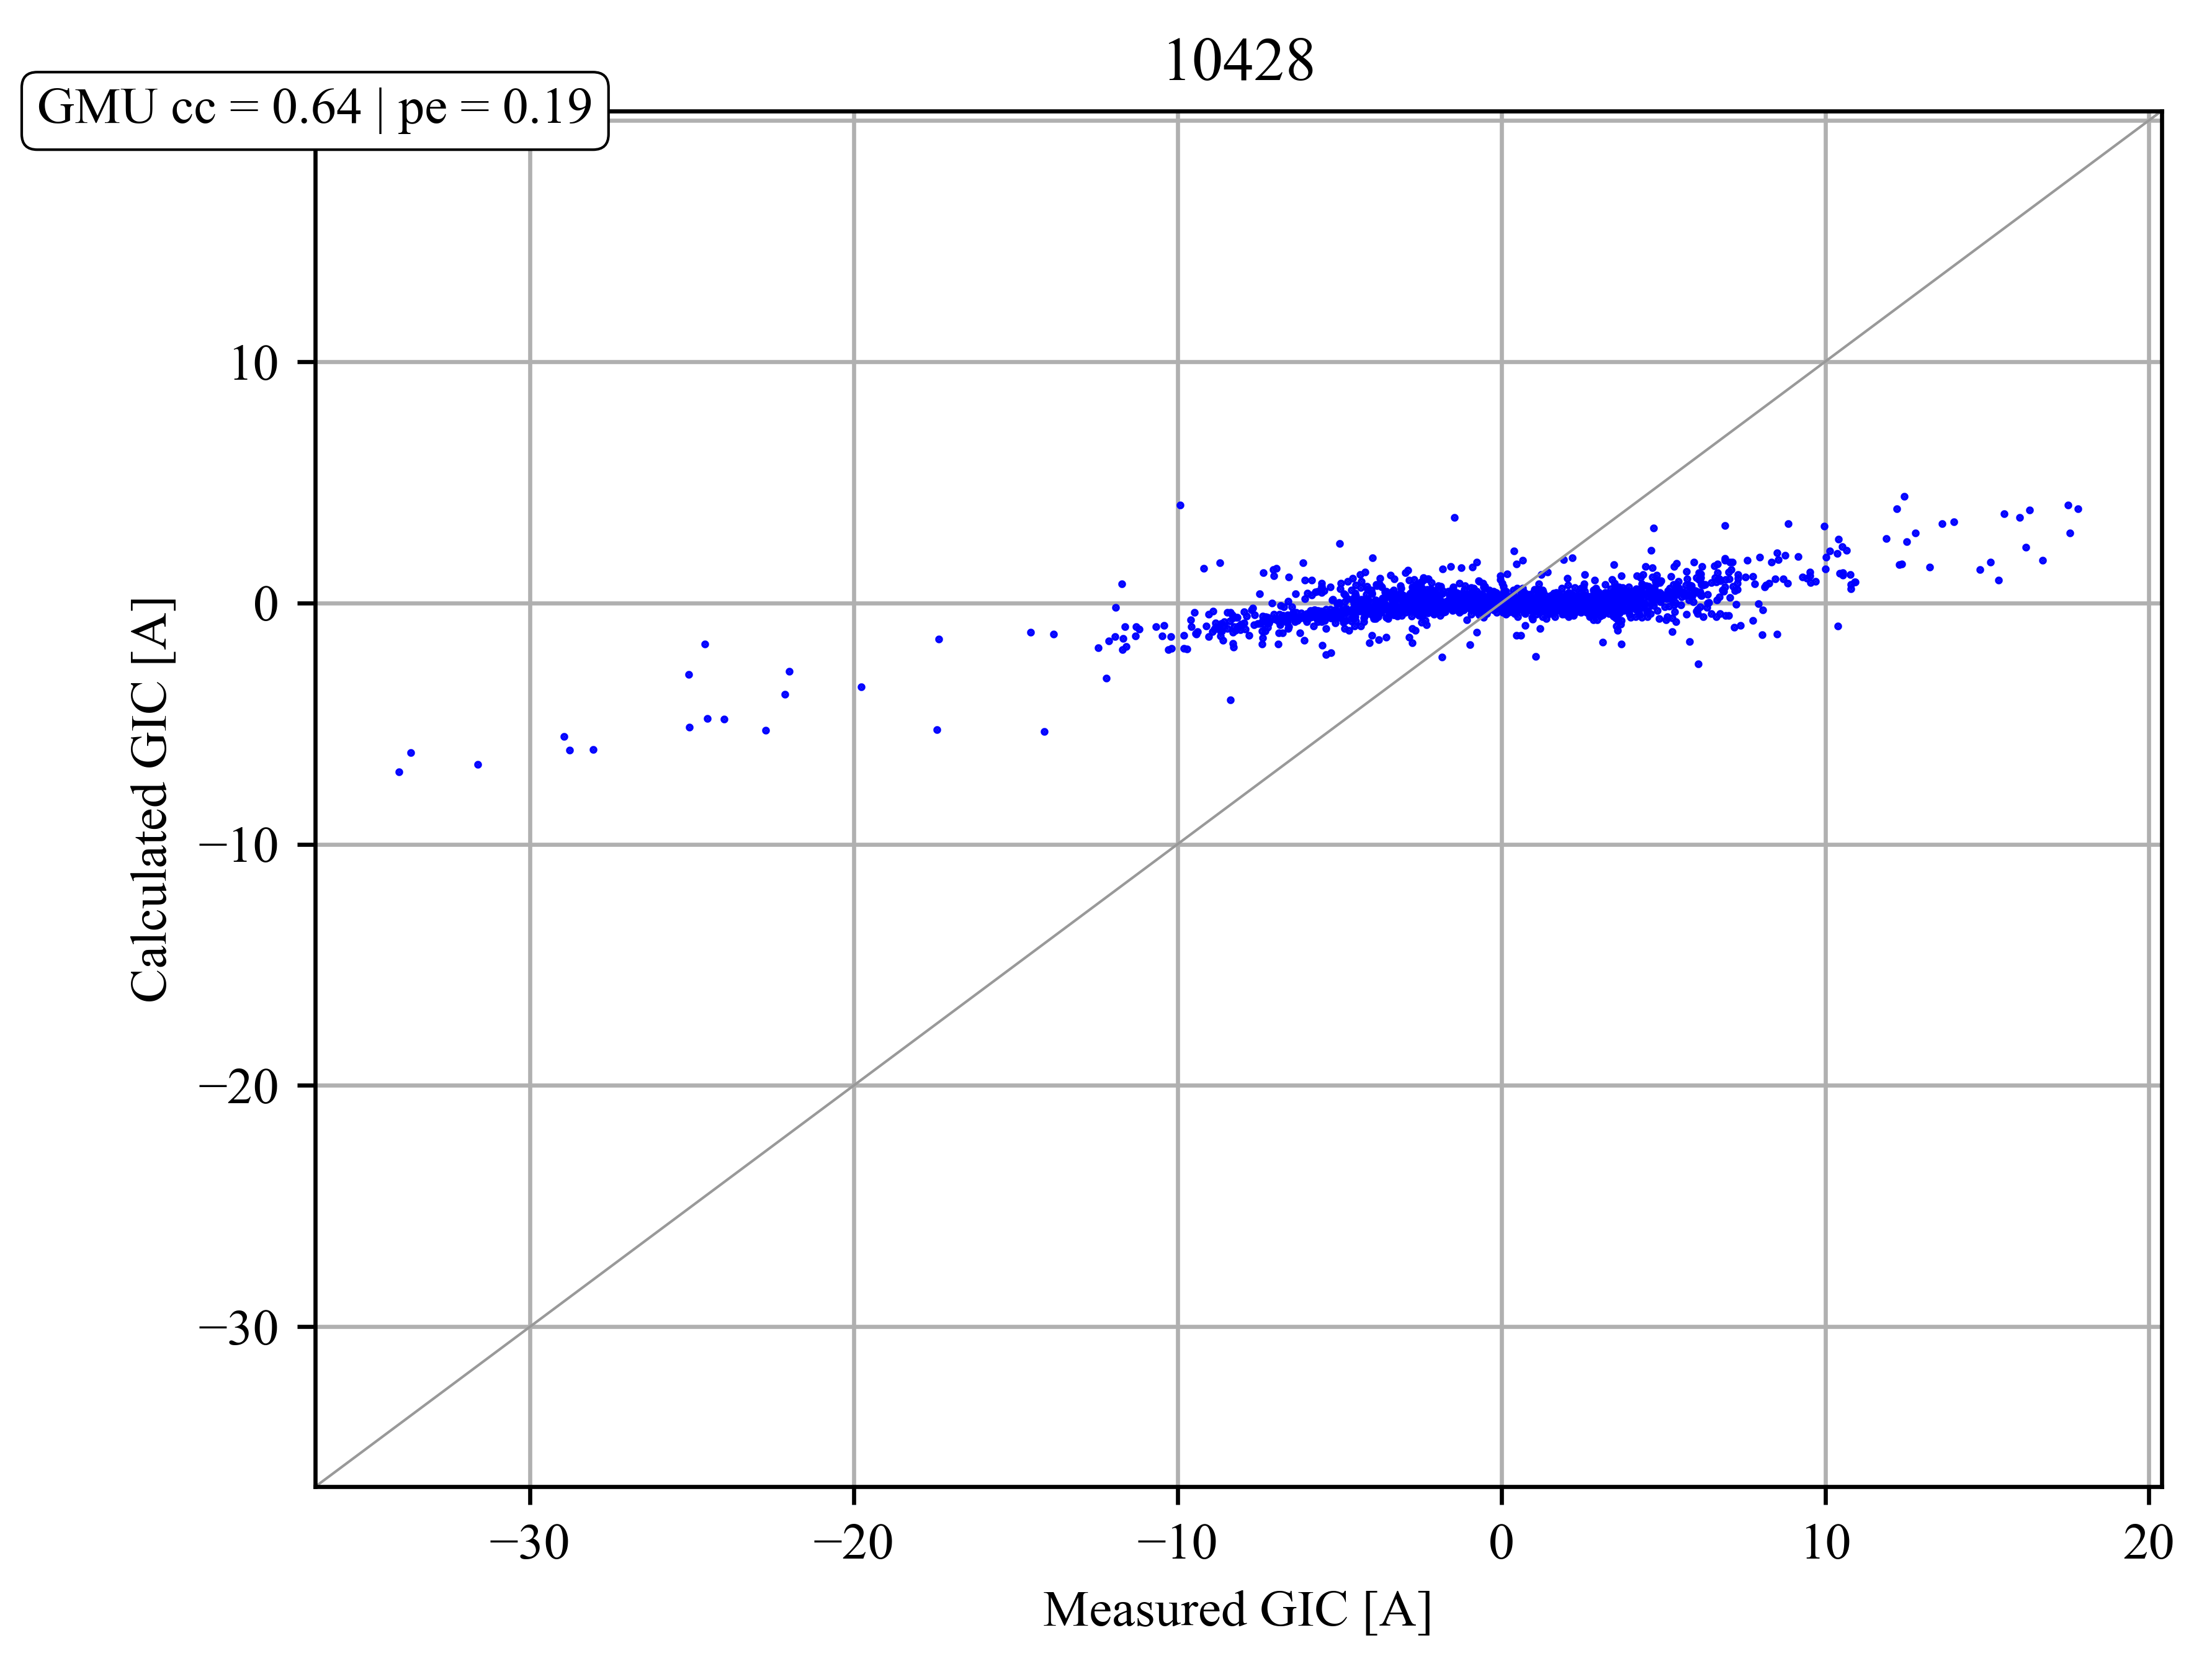 10428
GMU cc = 0.64 | pe = 0.19
10
0
−10
−20
−30
Calculated GIC [A]
−30 −20 −10 0 10 20
Measured GIC [A]